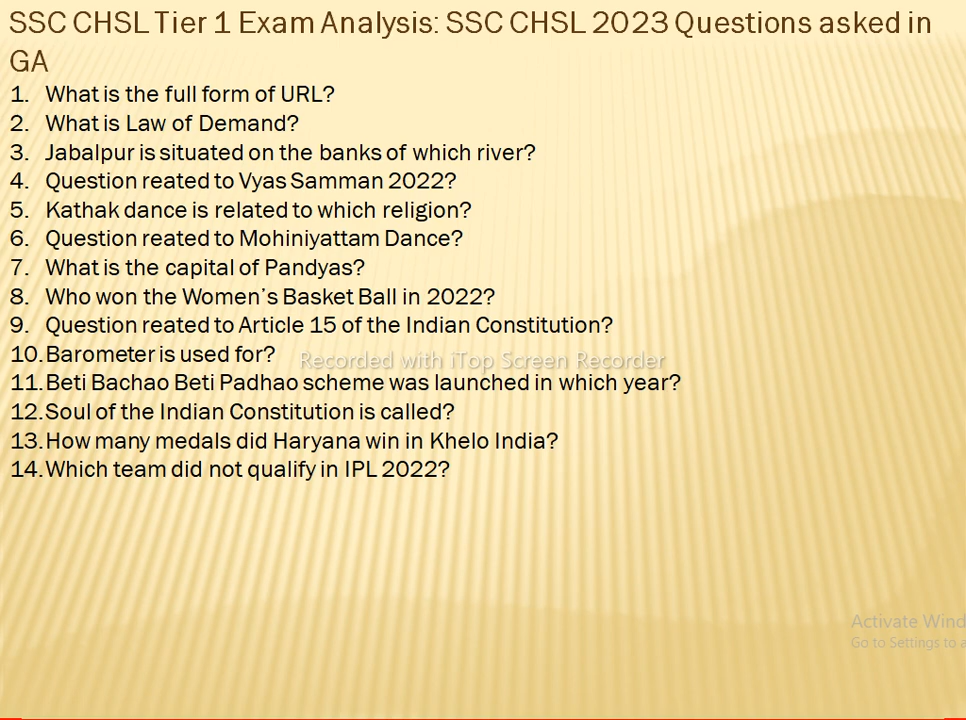 SSC CHSL Tier 1 Exam Analysis: SSC CHSL 2023 Questions asked in
GA
1. What is the full form of URL?
2. What is Law of Demand?
3. Jabalpur is situated on the banks of which river?
4. Question reated to Vyas Samman 2022?
5. Kathak dance is related to which religion?
6. Question reated to Mohiniyattam Dance?
7. What is the capital of Pandyas?
8. Who won the Women's Basket Ball in 2022?
9. Question reated to Article 15 of the Indian Constitution?
10. Barometer is used for?
Recorded with iTop Screen Recorder
11. Beti Bachao Beti Padhao scheme was launched in which year?
12. Soul of the Indian Constitution is called?
13. How many medals did Haryana win in Khelo India?
14. Which team did not qualify in IPL 2022?
Activate Wind
Go to Settings to a